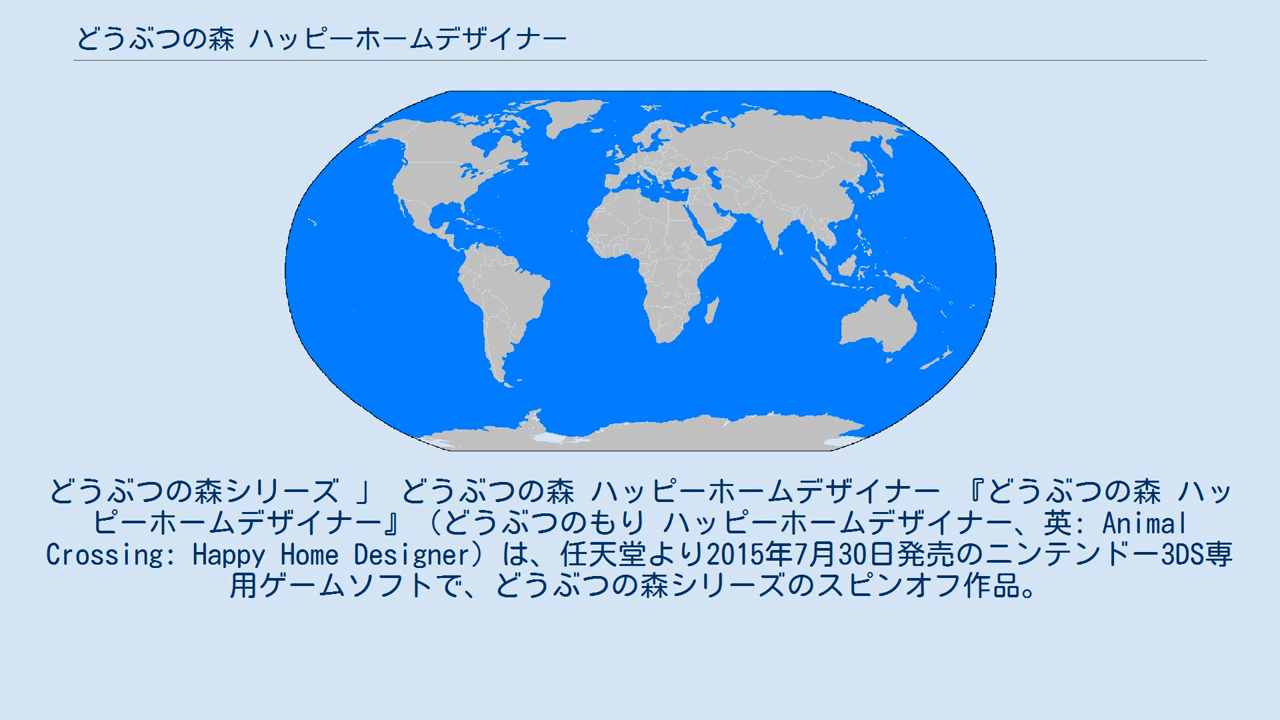 どうぶつの森 ハッピーホームデザイナー
どうぶつの森シリーズ 」 どうぶつの森 ハッピーホームデザイナー 『どうぶつの森 ハッ
ピーホームデザイナー』（どうぶつのもり ハッピーホームデザイナー、英: Animal
Crossing: Happy Home Designer）は、任天堂より2015年7月30日発売のニンテンドー3DS専
用ゲームソフトで、どうぶつの森シリーズのスピンオフ作品。